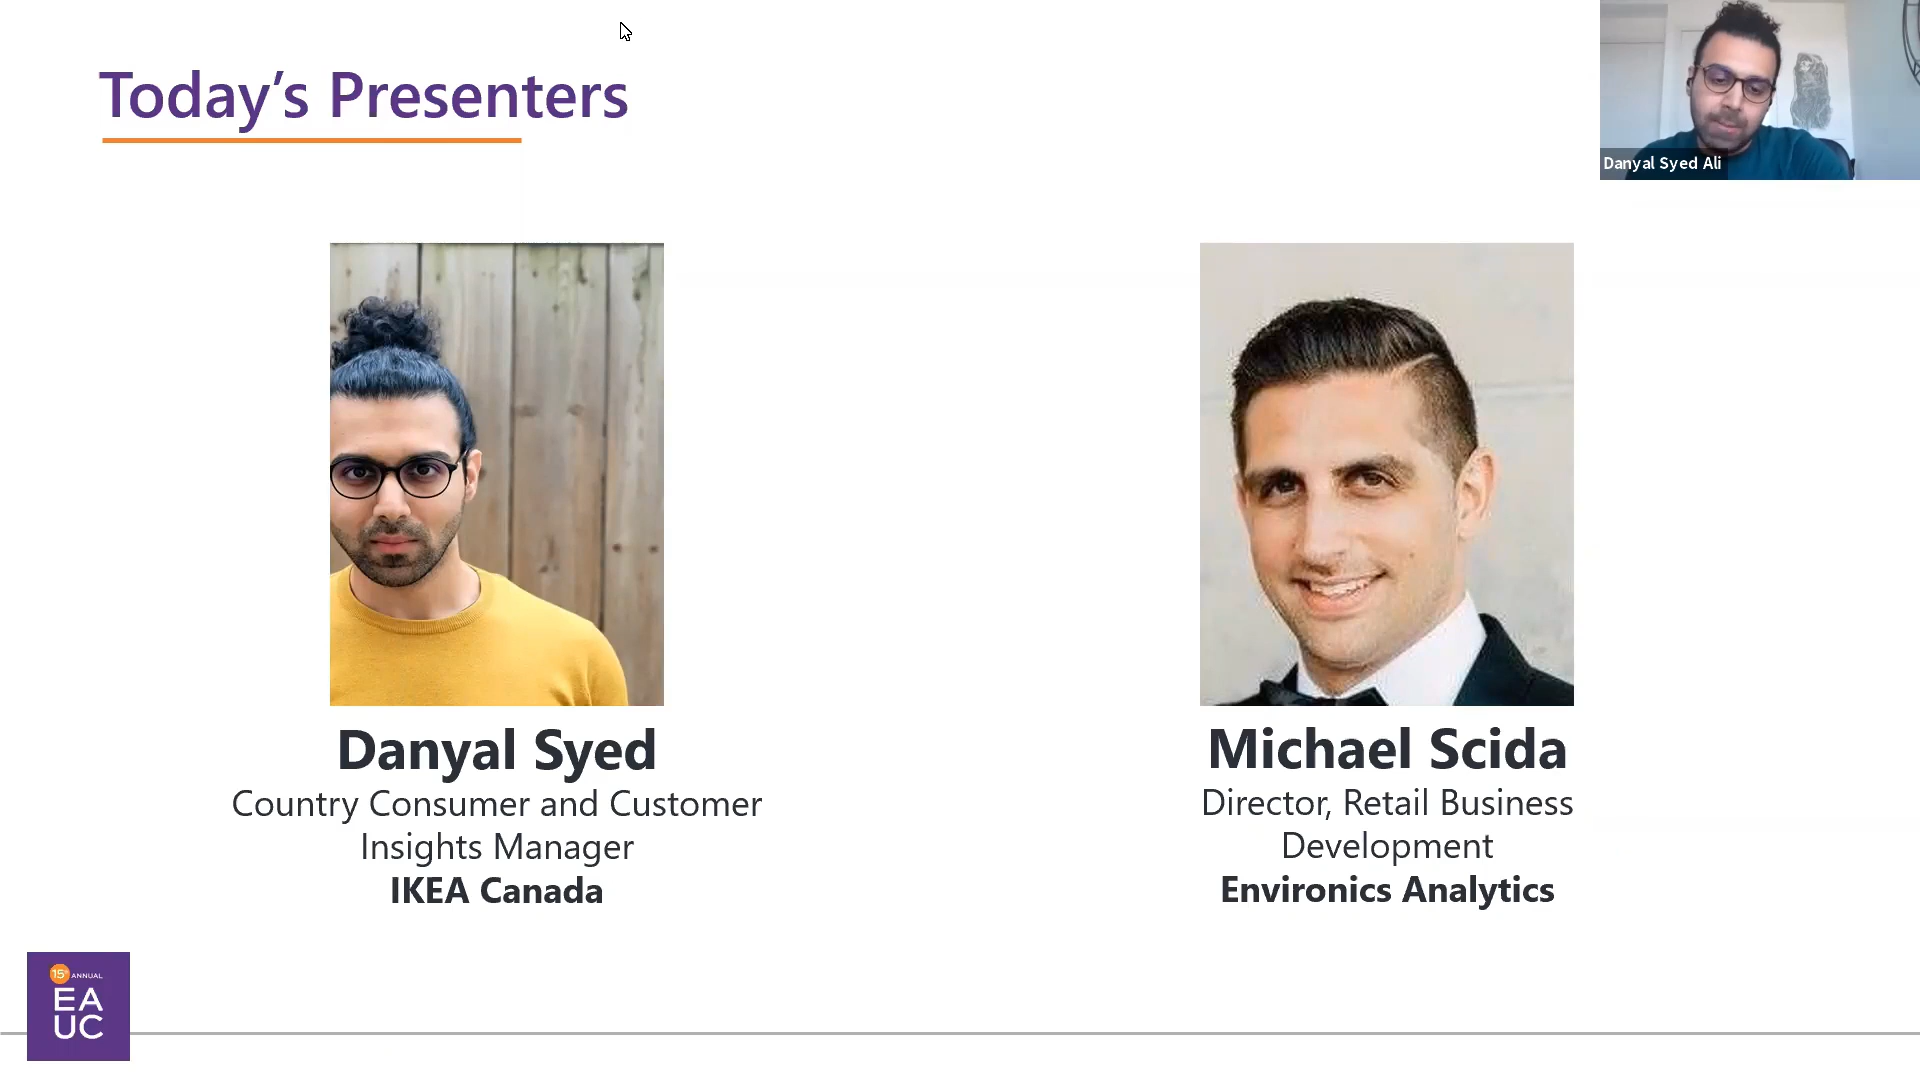 Today’s Presenters
Danyal Syed Ali
Danyal Syed
Country Consumer and Customer
Insights Manager
IKEA Canada
Michael Scida
Director, Retail Business
Development
Environics Analytics
15th ANNUAL
EA
UC